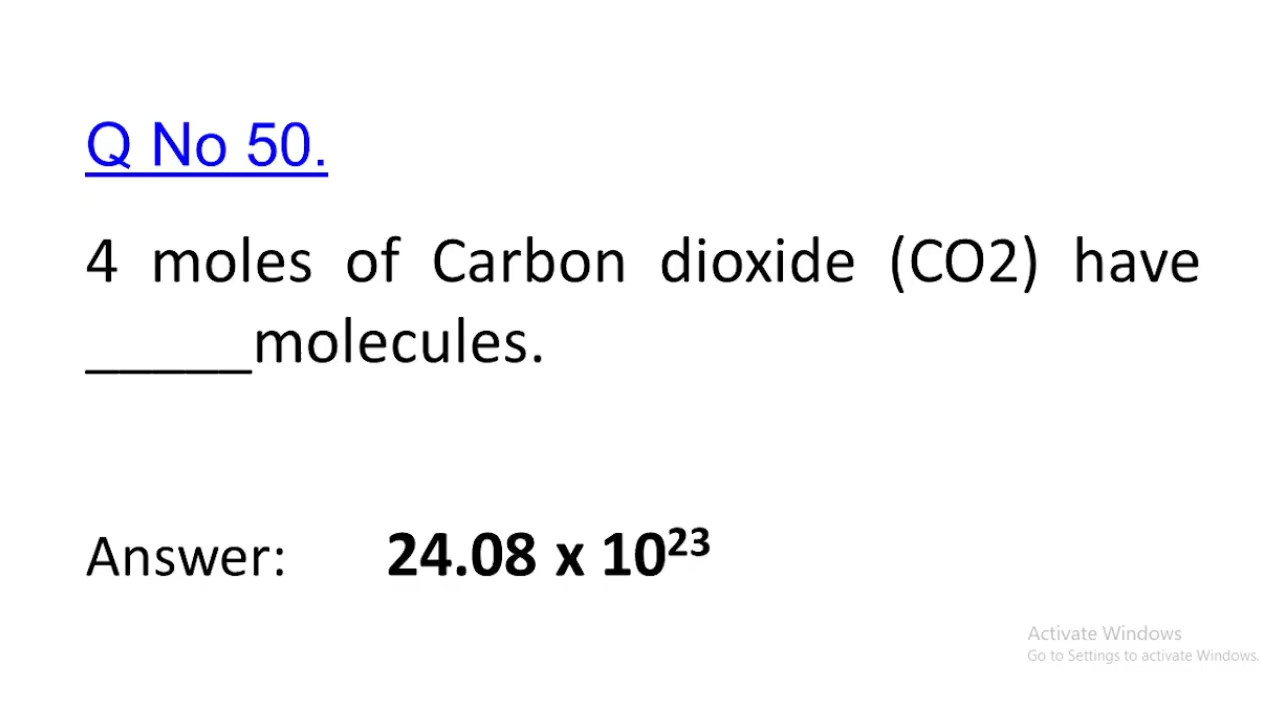 Q No 50.
4 moles of Carbon dioxide (CO2) have
_____molecules.
Answer: 24.08 x 10²³
Activate Windows
Go to Settings to activate Windows.